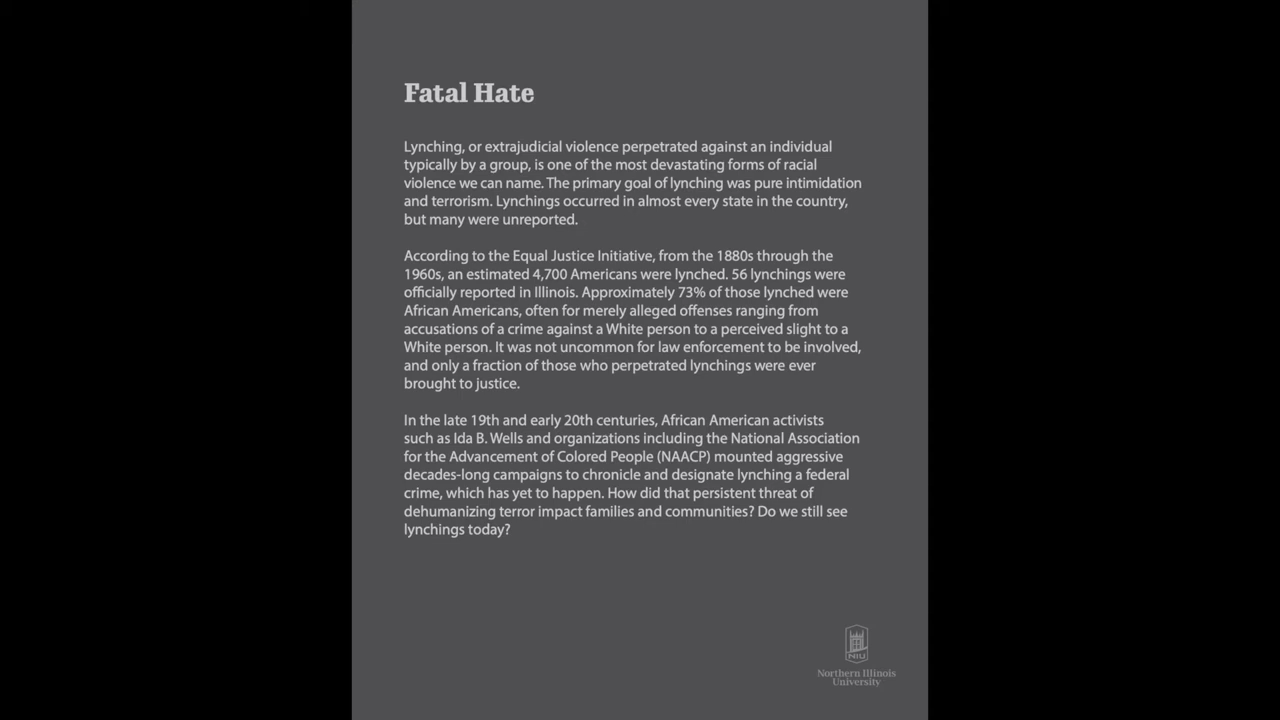 Fatal Hate
Lynching, or extrajudicial violence perpetrated against an individual
typically by a group, is one of the most devastating forms of racial
violence we can name. The primary goal of lynching was pure intimidation
and terrorism. Lynchings occurred in almost every state in the country,
but many were unreported.
According to the Equal Justice Initiative, from the 1880s through the
1960s, an estimated 4,700 Americans were lynched. 56 lynchings were
officially reported in Illinois. Approximately 73% of those lynched were
African Americans, often for merely alleged offenses ranging from
accusations of a crime against a White person to a perceived slight to a
White person. It was not uncommon for law enforcement to be involved,
and only a fraction of those who perpetrated lynchings were ever
brought to justice.
In the late 19th and early 20th centuries, African American activists
such as Ida B. Wells and organizations including the National Association
for the Advancement of Colored People (NAACP) mounted aggressive
decades-long campaigns to chronicle and designate lynching a federal
crime, which has yet to happen. How did that persistent threat of
dehumanizing terror impact families and communities? Do we still see
lynchings today?
NIU
Northern Illinois
University